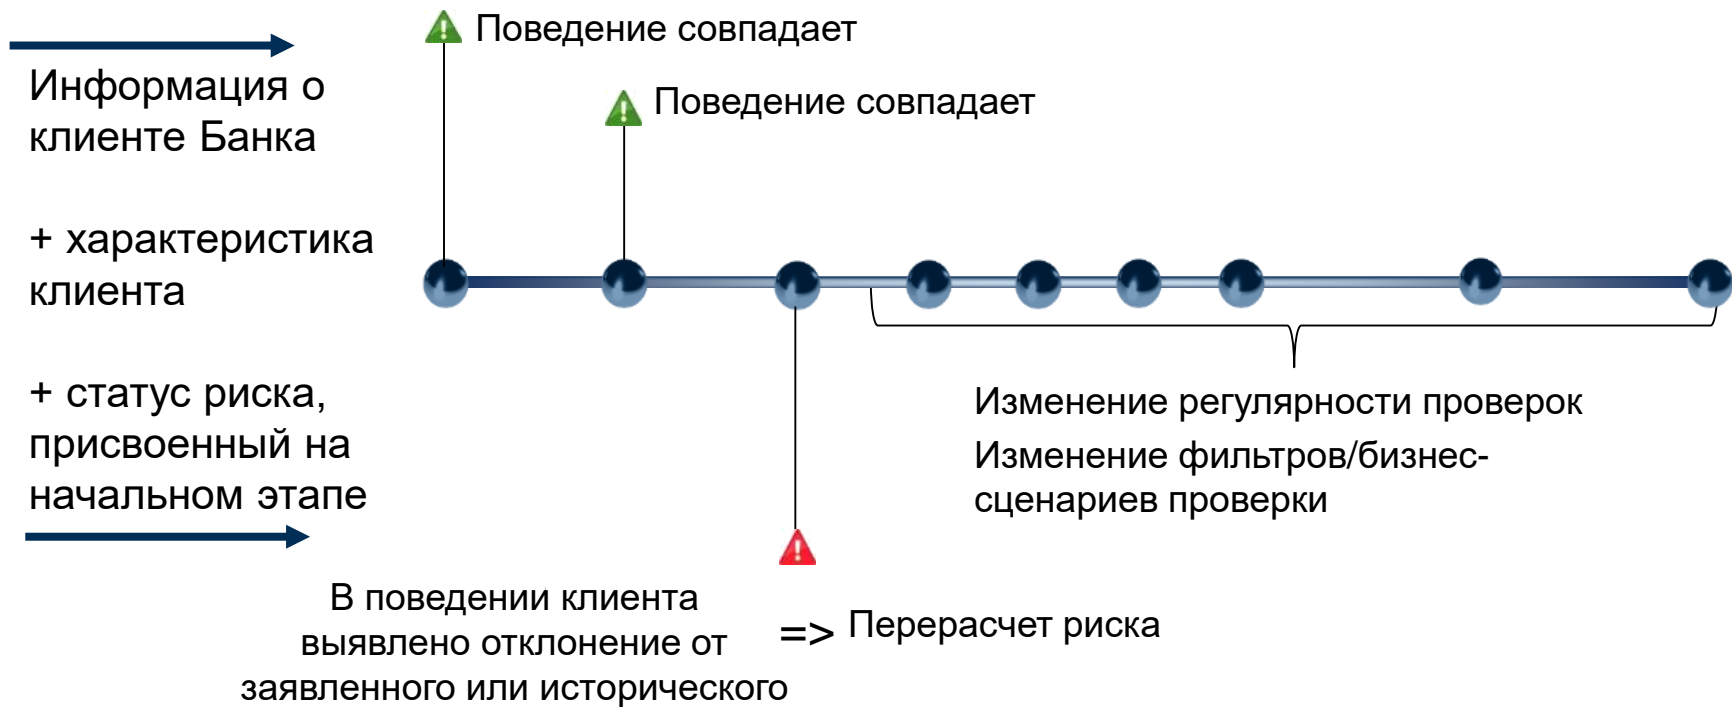 Поведение совпадает
Поведение совпадает
Информация о
клиенте Банка
+ характеристика
клиента
+ статус риска,
присвоенный на
начальном этапе
Изменение регулярности проверок
Изменение фильтров/бизнес-
сценариев проверки
В поведении клиента
выявлено отклонение от
заявленного или исторического
=> Перерасчет риска